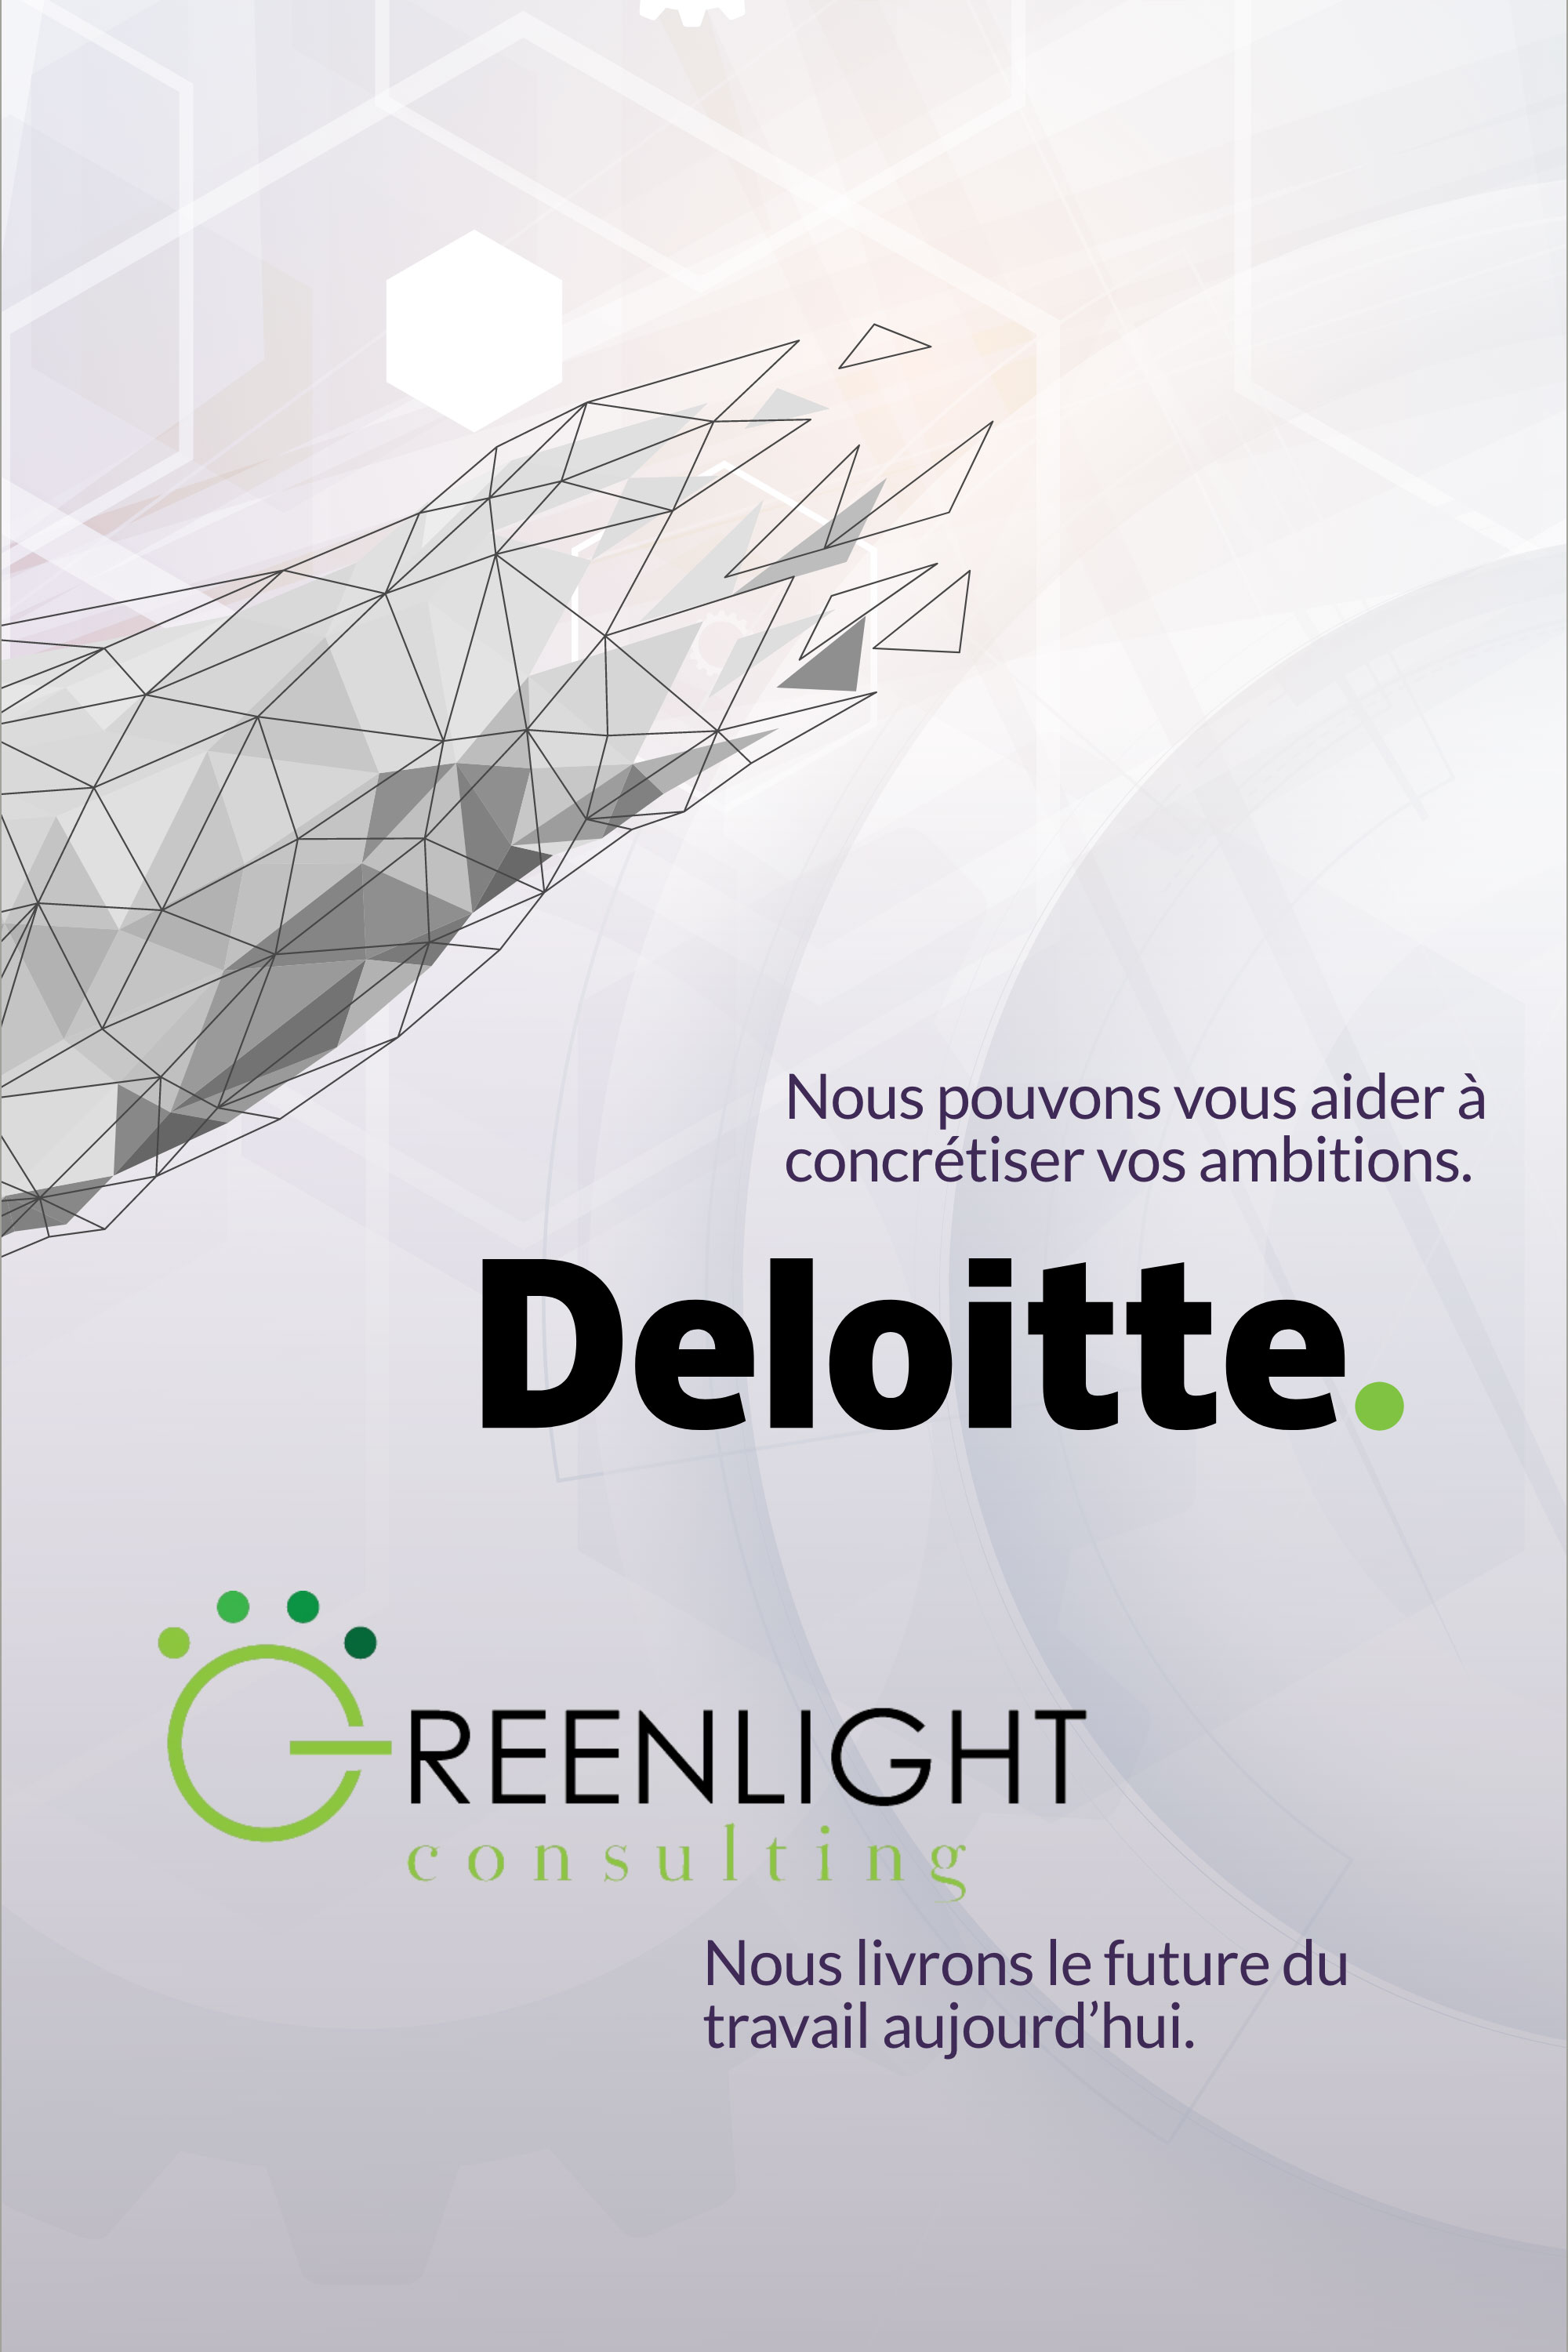 Nous pouvons vous aider à
concrétiser vos ambitions.
Deloitte.
GREENLIGHT
consulting
Nous livrons le future du
travail aujourd’hui.